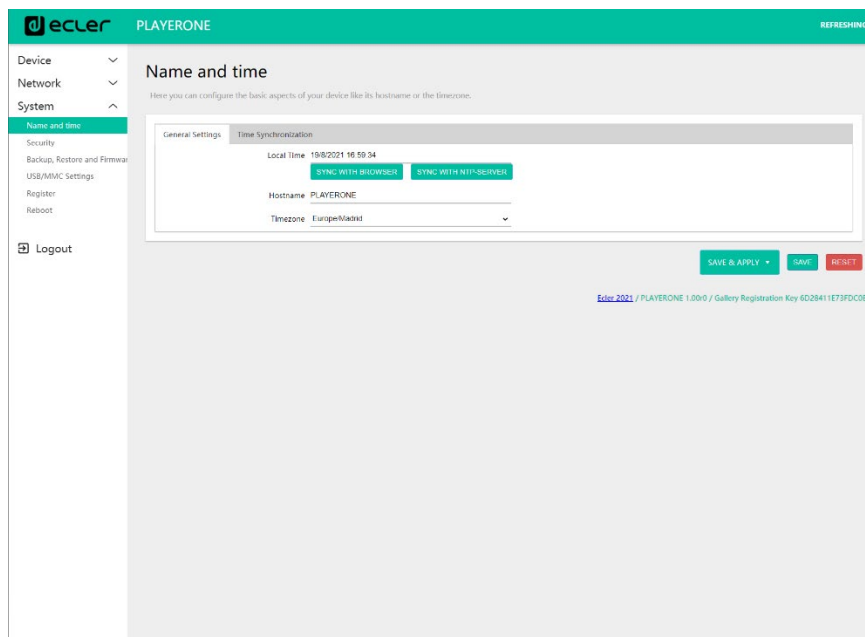 ecler
PLAYERONE
REFRESHING
Device
Network
System
Name and time
Security
Backup, Restore and Firmwar
USB/MMC Settings
Register
Reboot
Logout
Name and time
Here you can configure the basic aspects of your device like its hostname or the timezone.
General Settings Time Synchronization
Local Time 19/8/2021 16:59:34
SYNC WITH BROWSER SYNC WITH NTP-SERVER
Hostname PLAYERONE
Timezone Europe/Madrid
SAVE & APPLY SAVE RESET
Ecler 2021 / PLAYERONE 1.00r0 / Gallery Registration Key 6D28411E73FDC0E